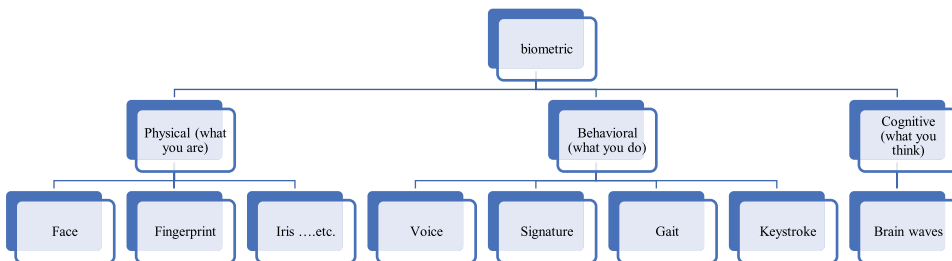 biometric
Physical (what
you are)
Behavioral
(what you do)
Cognitive
(what you
think)
Face
Fingerprint
Iris ….etc.
Voice
Signature
Gait
Keystroke
Brain waves